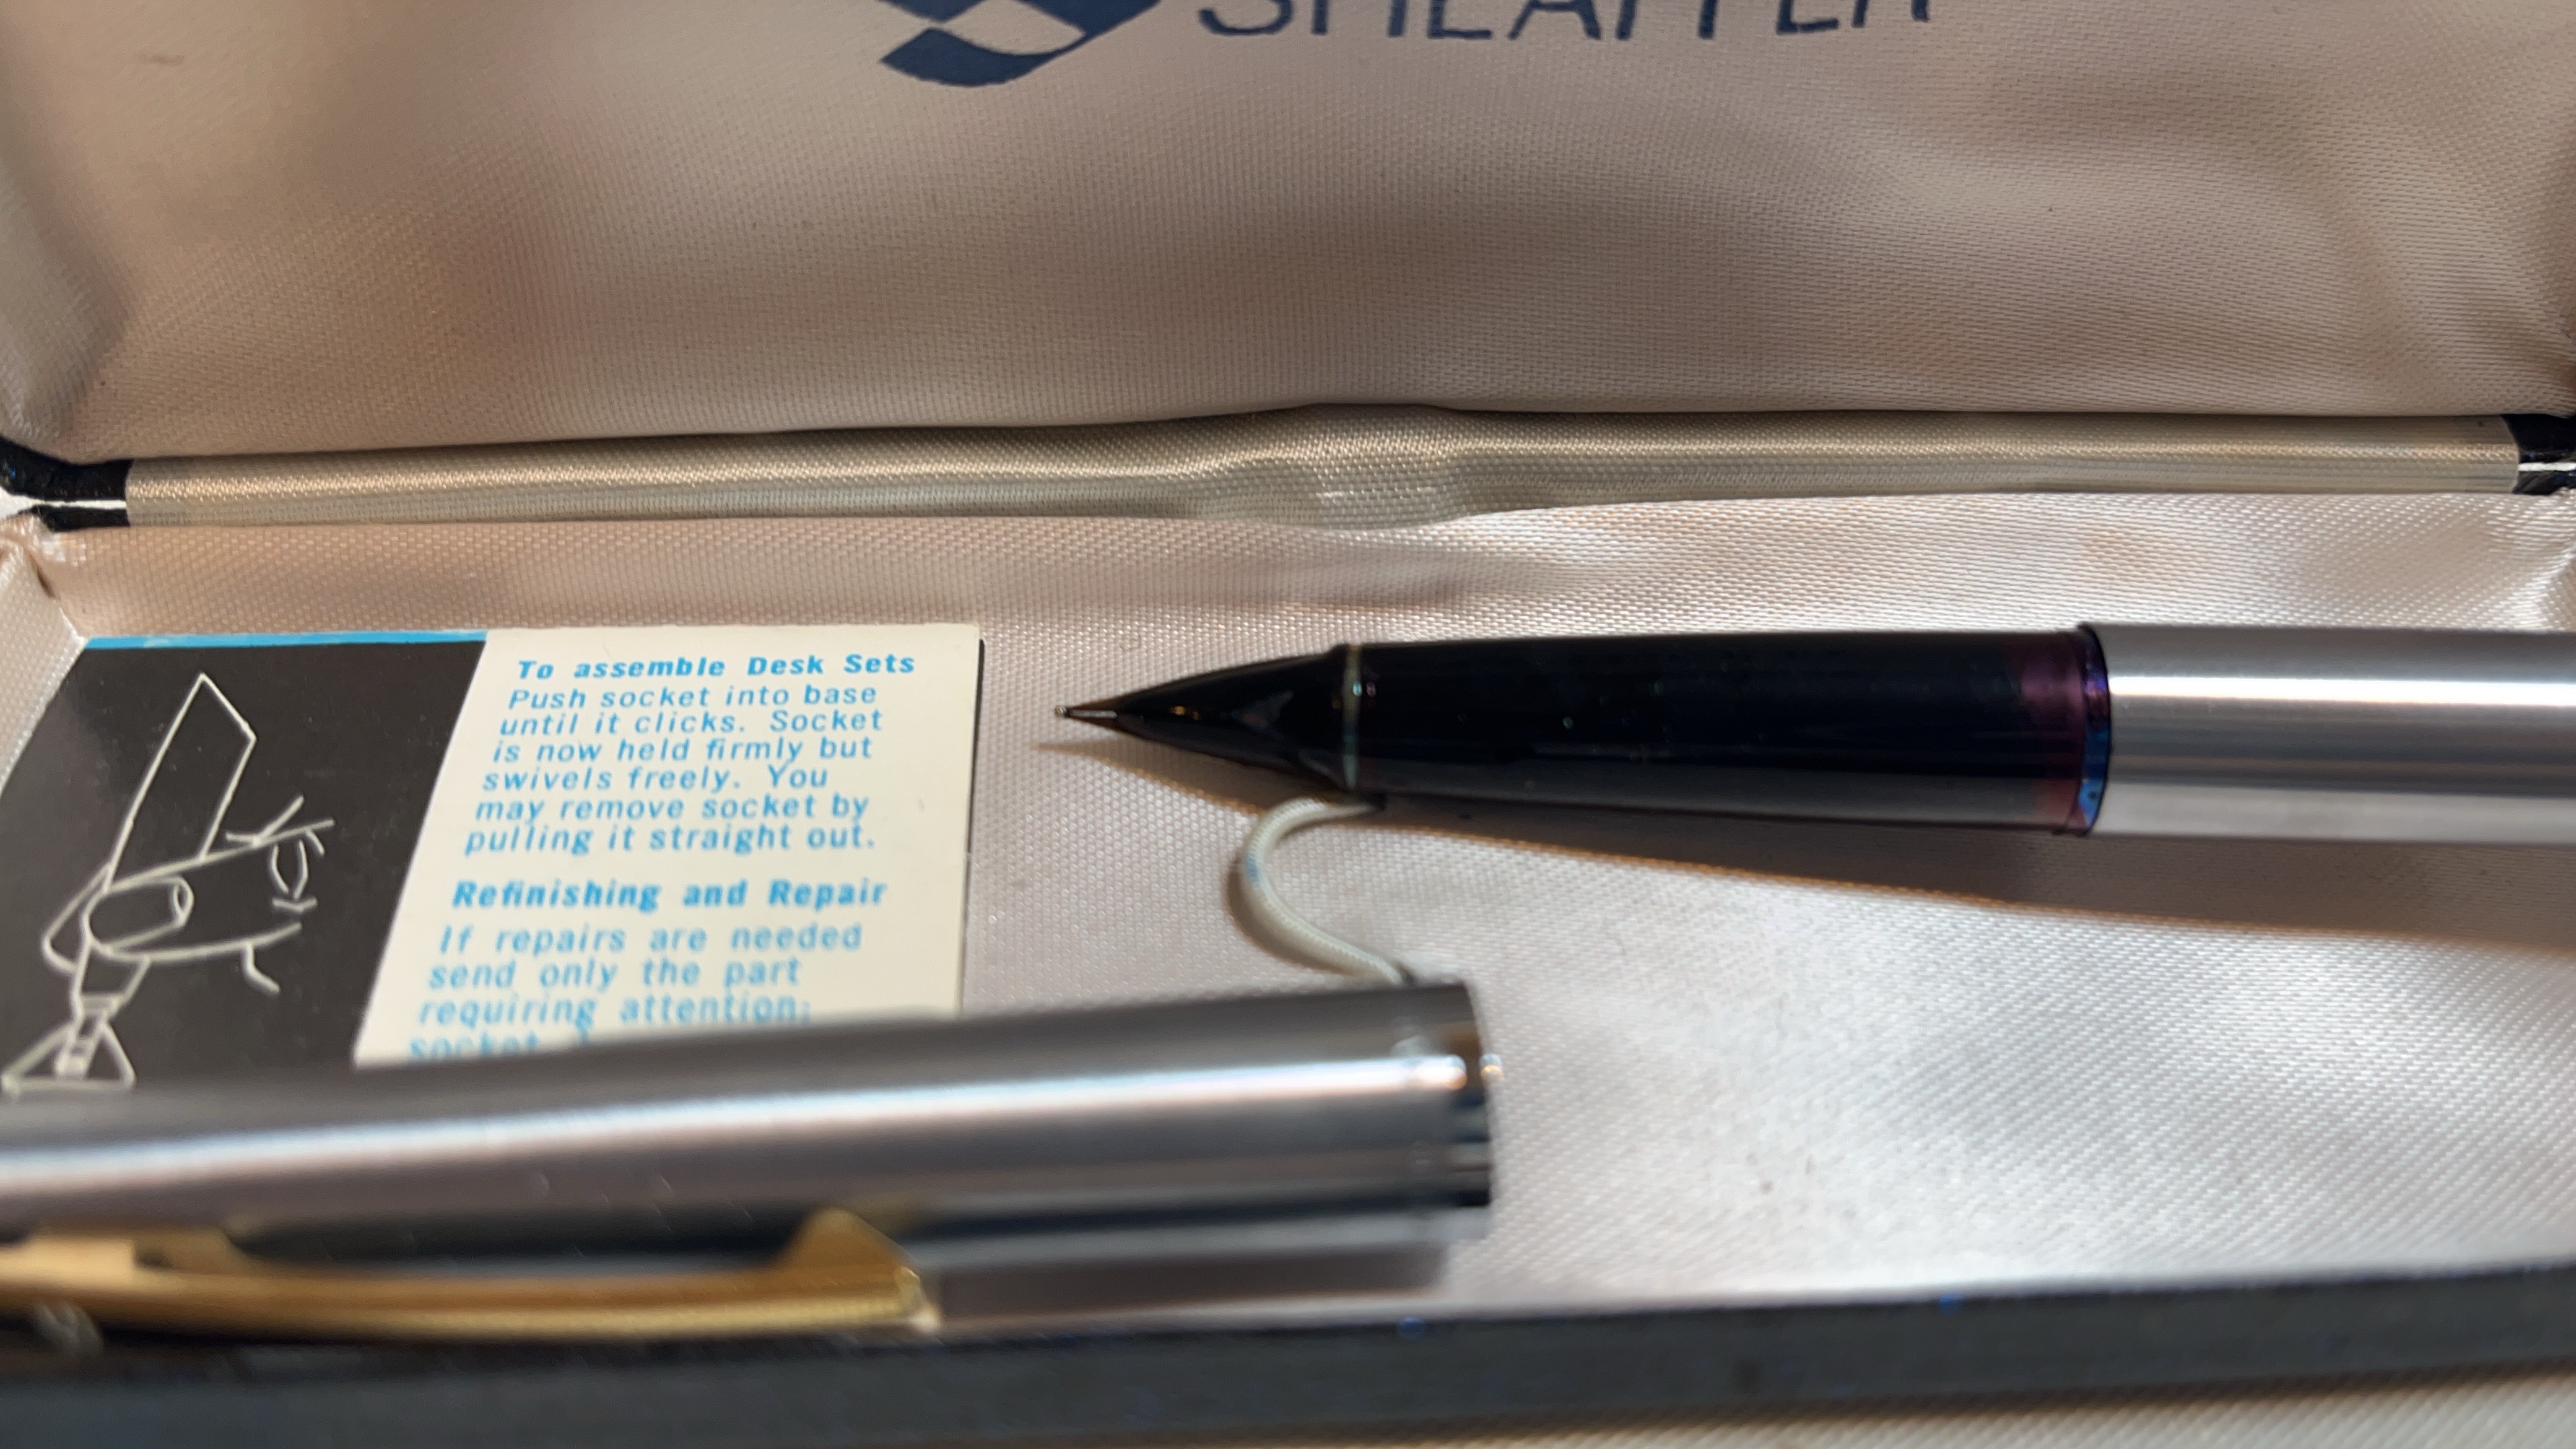 SHEAFFER
To assemble Desk Sets
Push socket into base
until it clicks. Socket
is now held firmly but
swivels freely. You
may remove socket by
pulling it straight out.
Refinishing and Repair
If repairs are needed
send only the part
requiring attention:
socket